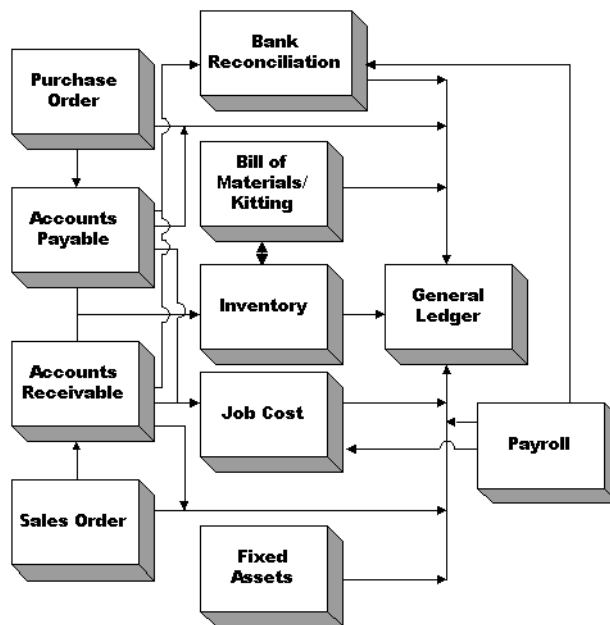 Bank
Reconciliation
Purchase
Order
Bill of
Materials/
Kitting
Accounts
Payable
Inventory
General
Ledger
Accounts
Receivable
Job Cost
Payroll
Sales Order
Fixed
Assets